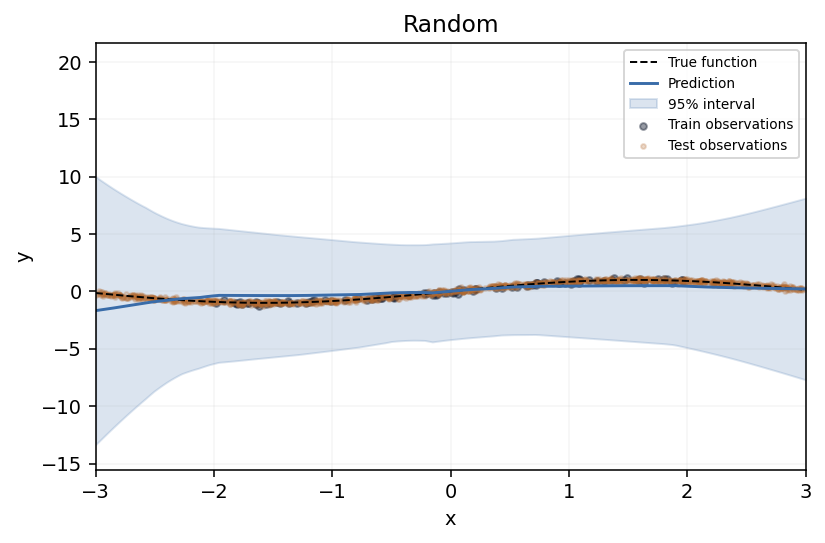 Random
True function
Prediction
95% interval
Train observations
Test observations
20
15
10
5
0
−5
−10
−15
y
−3
−2
−1
0
1
2
3
x